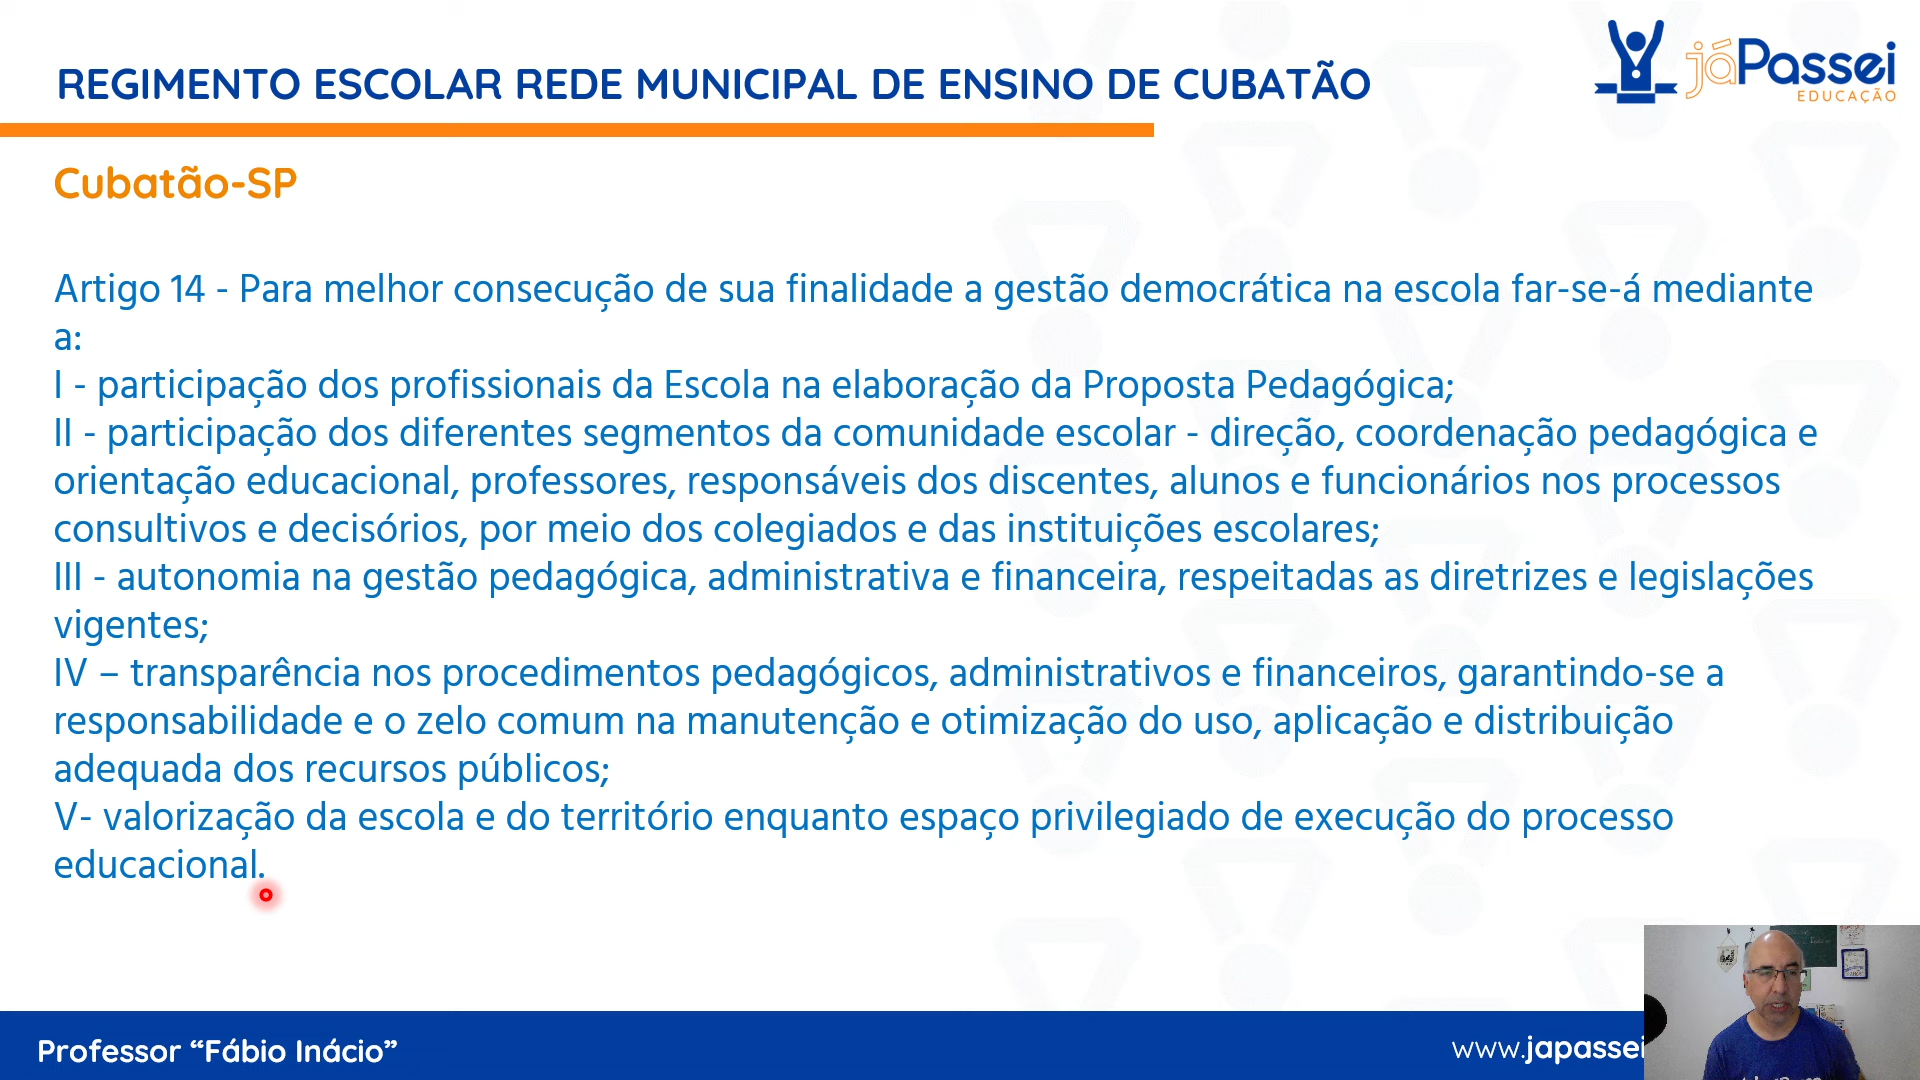 REGIMENTO ESCOLAR REDE MUNICIPAL DE ENSINO DE CUBATÃO
jáPassei
EDUCAÇÃO
Cubatão-SP
Artigo 14 - Para melhor consecução de sua finalidade a gestão democrática na escola far-se-á mediante
a:
I - participação dos profissionais da Escola na elaboração da Proposta Pedagógica;
II - participação dos diferentes segmentos da comunidade escolar - direção, coordenação pedagógica e
orientação educacional, professores, responsáveis dos discentes, alunos e funcionários nos processos
consultivos e decisórios, por meio dos colegiados e das instituições escolares;
III - autonomia na gestão pedagógica, administrativa e financeira, respeitadas as diretrizes e legislações
vigentes;
IV – transparência nos procedimentos pedagógicos, administrativos e financeiros, garantindo-se a
responsabilidade e o zelo comum na manutenção e otimização do uso, aplicação e distribuição
adequada dos recursos públicos;
V- valorização da escola e do território enquanto espaço privilegiado de execução do processo
educacional.
Professor “Fábio Inácio”
www.japassei